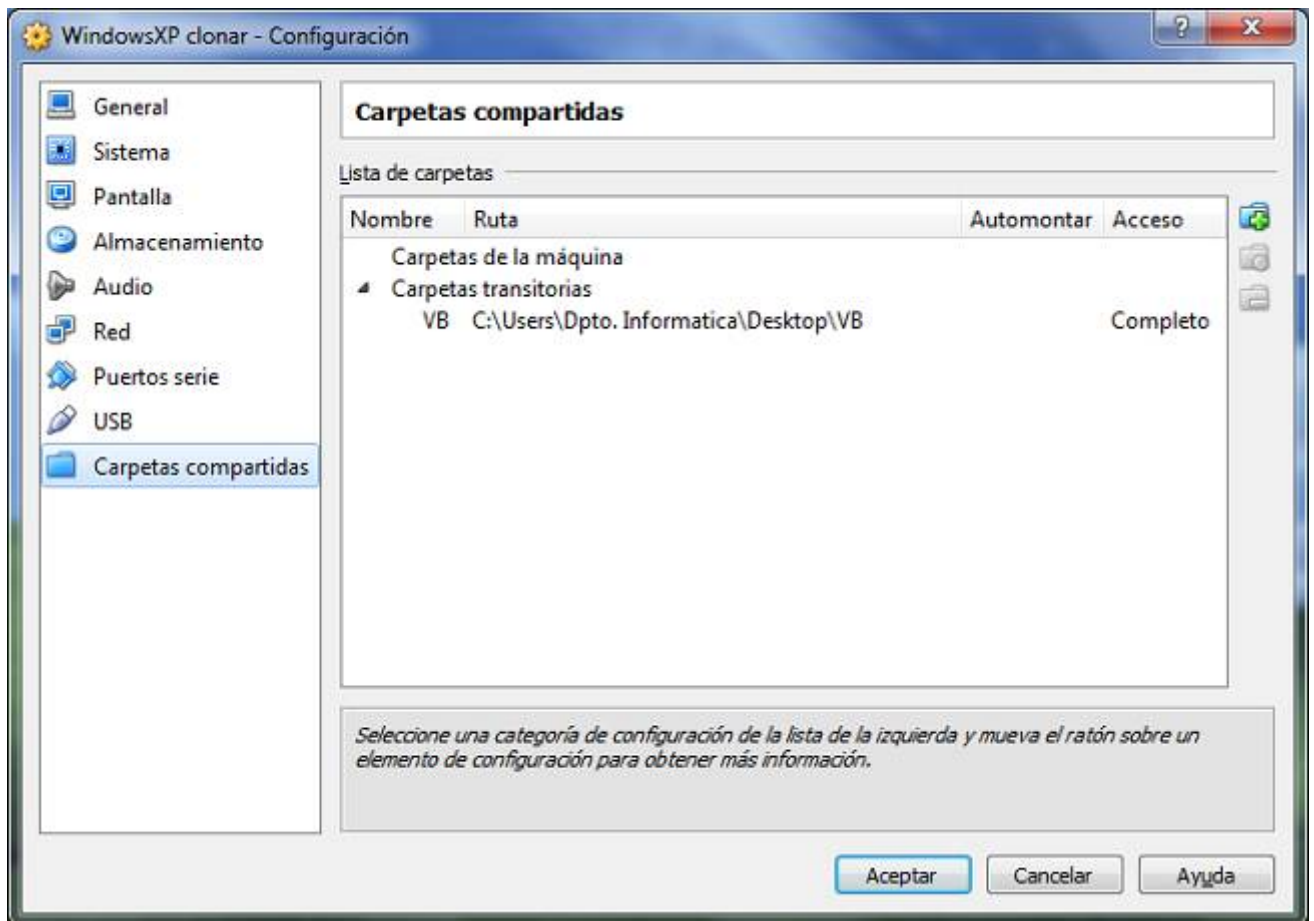 WindowsXP clonar - Configuración
General
Sistema
Pantalla
Almacenamiento
Audio
Red
Puertos serie
USB
Carpetas compartidas
Carpetas compartidas
Lista de carpetas
Nombre Ruta Automontar Acceso
Carpetas de la máquina
Carpetas transitorias
VB C:\Users\Dpto. Informatica\Desktop\VB Completo
Seleccione una categoría de configuración de la lista de la izquierda y mueva el ratón sobre un
elemento de configuración para obtener más información.
Aceptar Cancelar Ayuda